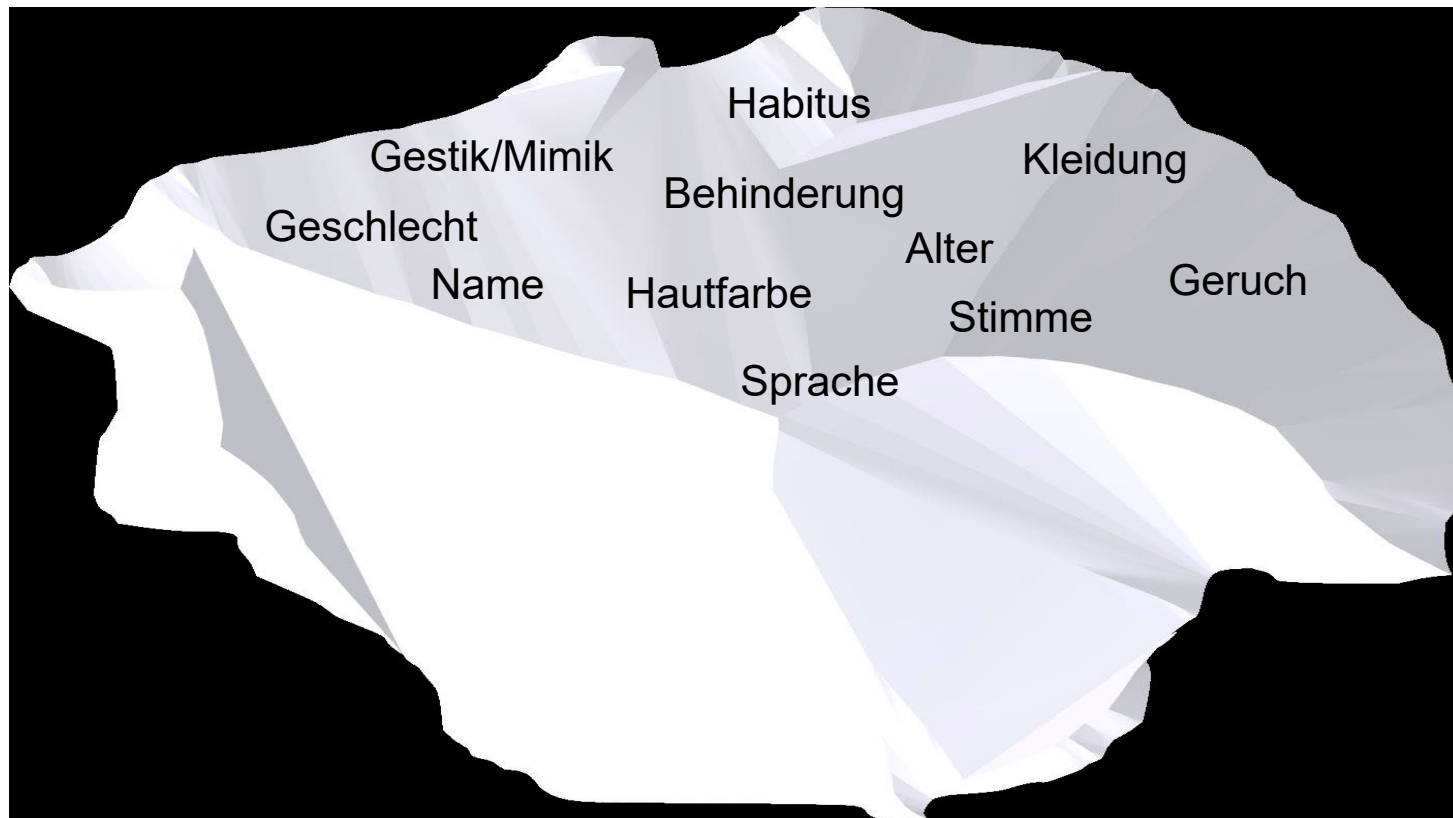 Habitus
Gestik/Mimik
Kleidung
Behinderung
Geschlecht
Alter
Name
Hautfarbe
Geruch
Stimme
Sprache